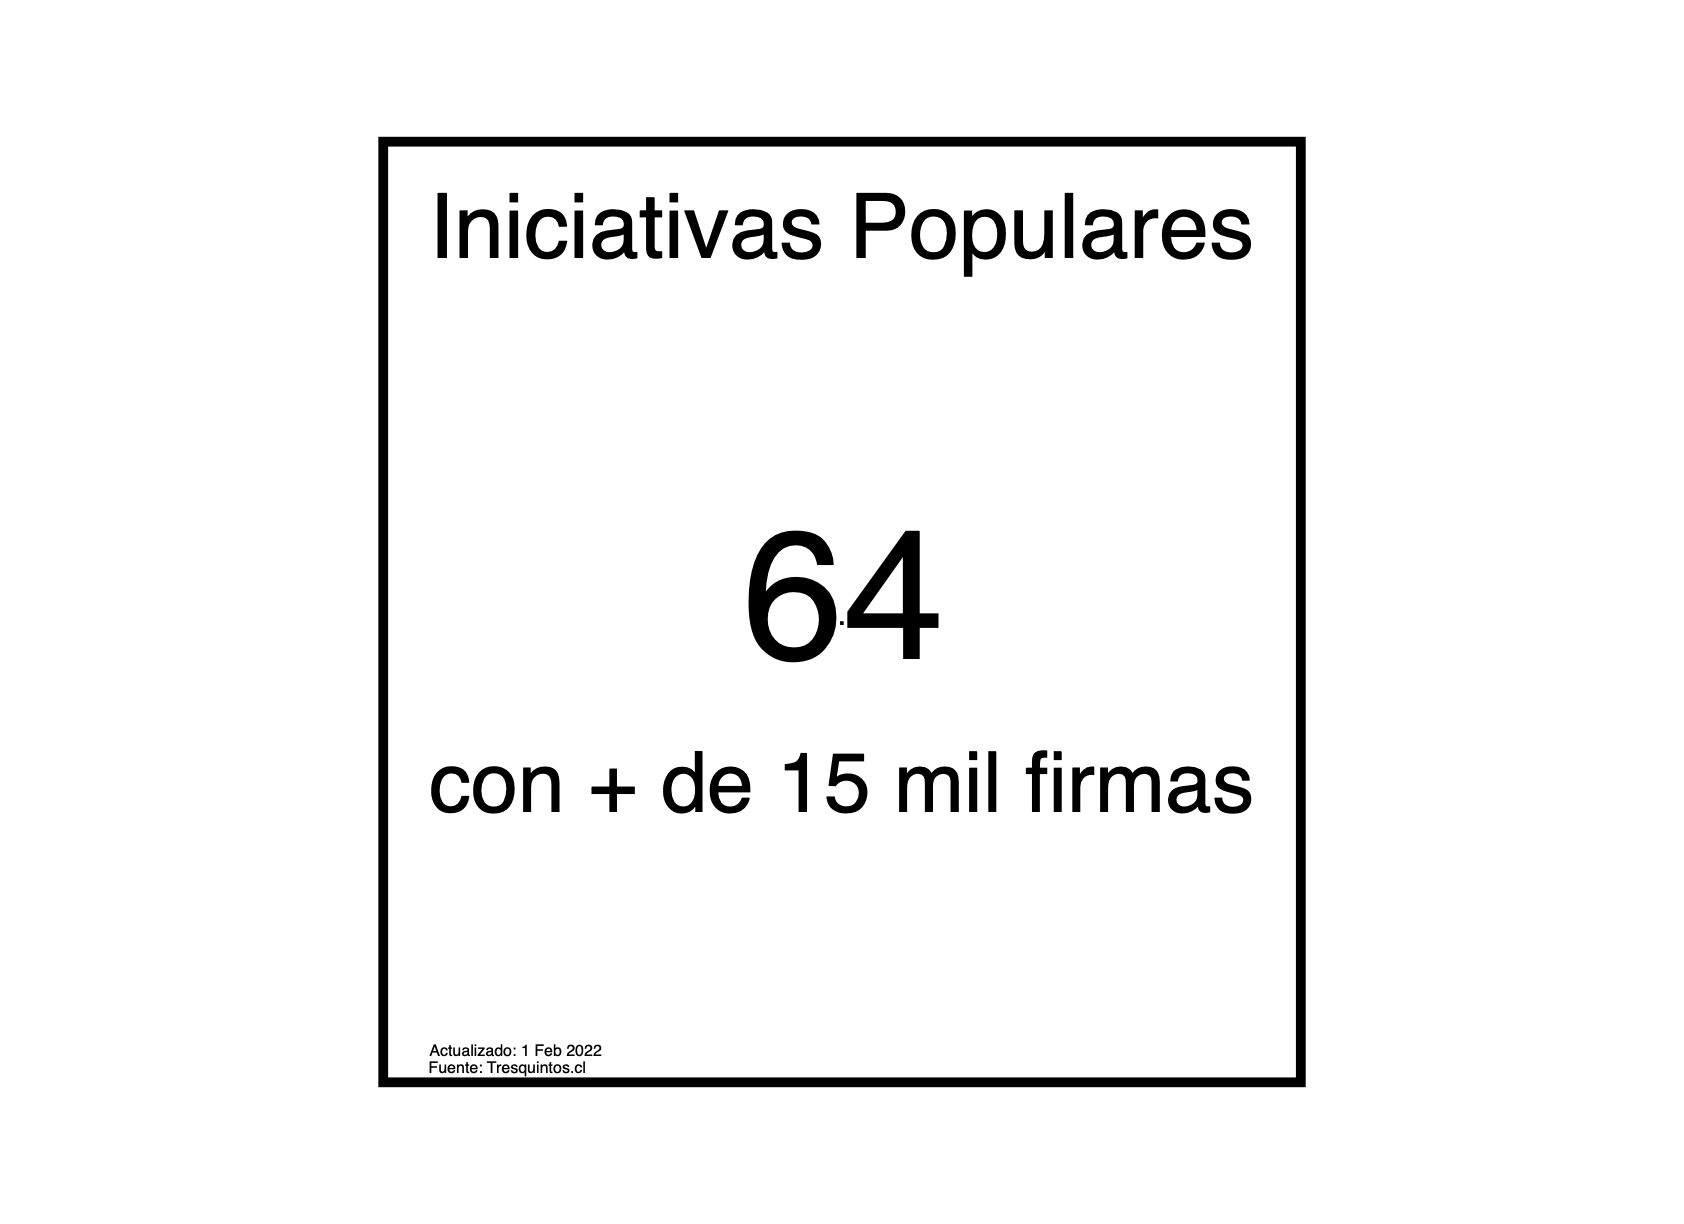 Iniciativas Populares
64
con + de 15 mil firmas
Actualizado: 1 Feb 2022
Fuente: Tresquintos.cl